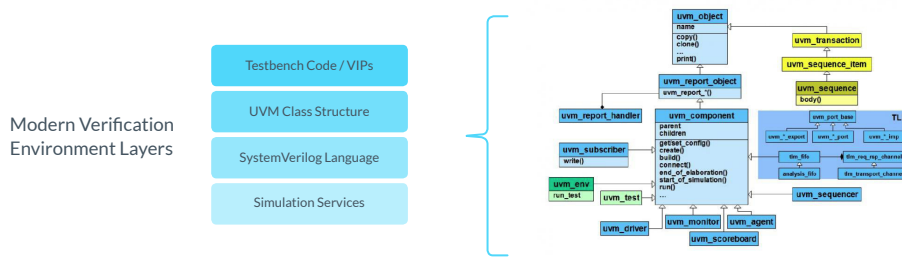 Modern Verification
Environment Layers
Testbench Code / VIPs
UVM Class Structure
SystemVerilog Language
Simulation Services
uvm_object
name
copy()
clone()
...
print()
uvm_report_object
uvm_report_*()
uvm_report_handler
uvm_component
parent
children
get/set_config()
create()
build()
connect()
end_of_elaboration()
start_of_simulation()
run()
...
uvm_subscriber
write()
uvm_env
run_test
uvm_test
uvm_driver
uvm_monitor
uvm_scoreboard
uvm_agent
uvm_sequencer
uvm_transaction
uvm_sequence_item
uvm_sequence
body()
TL
uvm_port_base
uvm_*_export
uvm_*_port
uvm_*_imp
tlm_fifo
tlm_req_rsp_channel
analysis_fifo
tlm_transport_channel